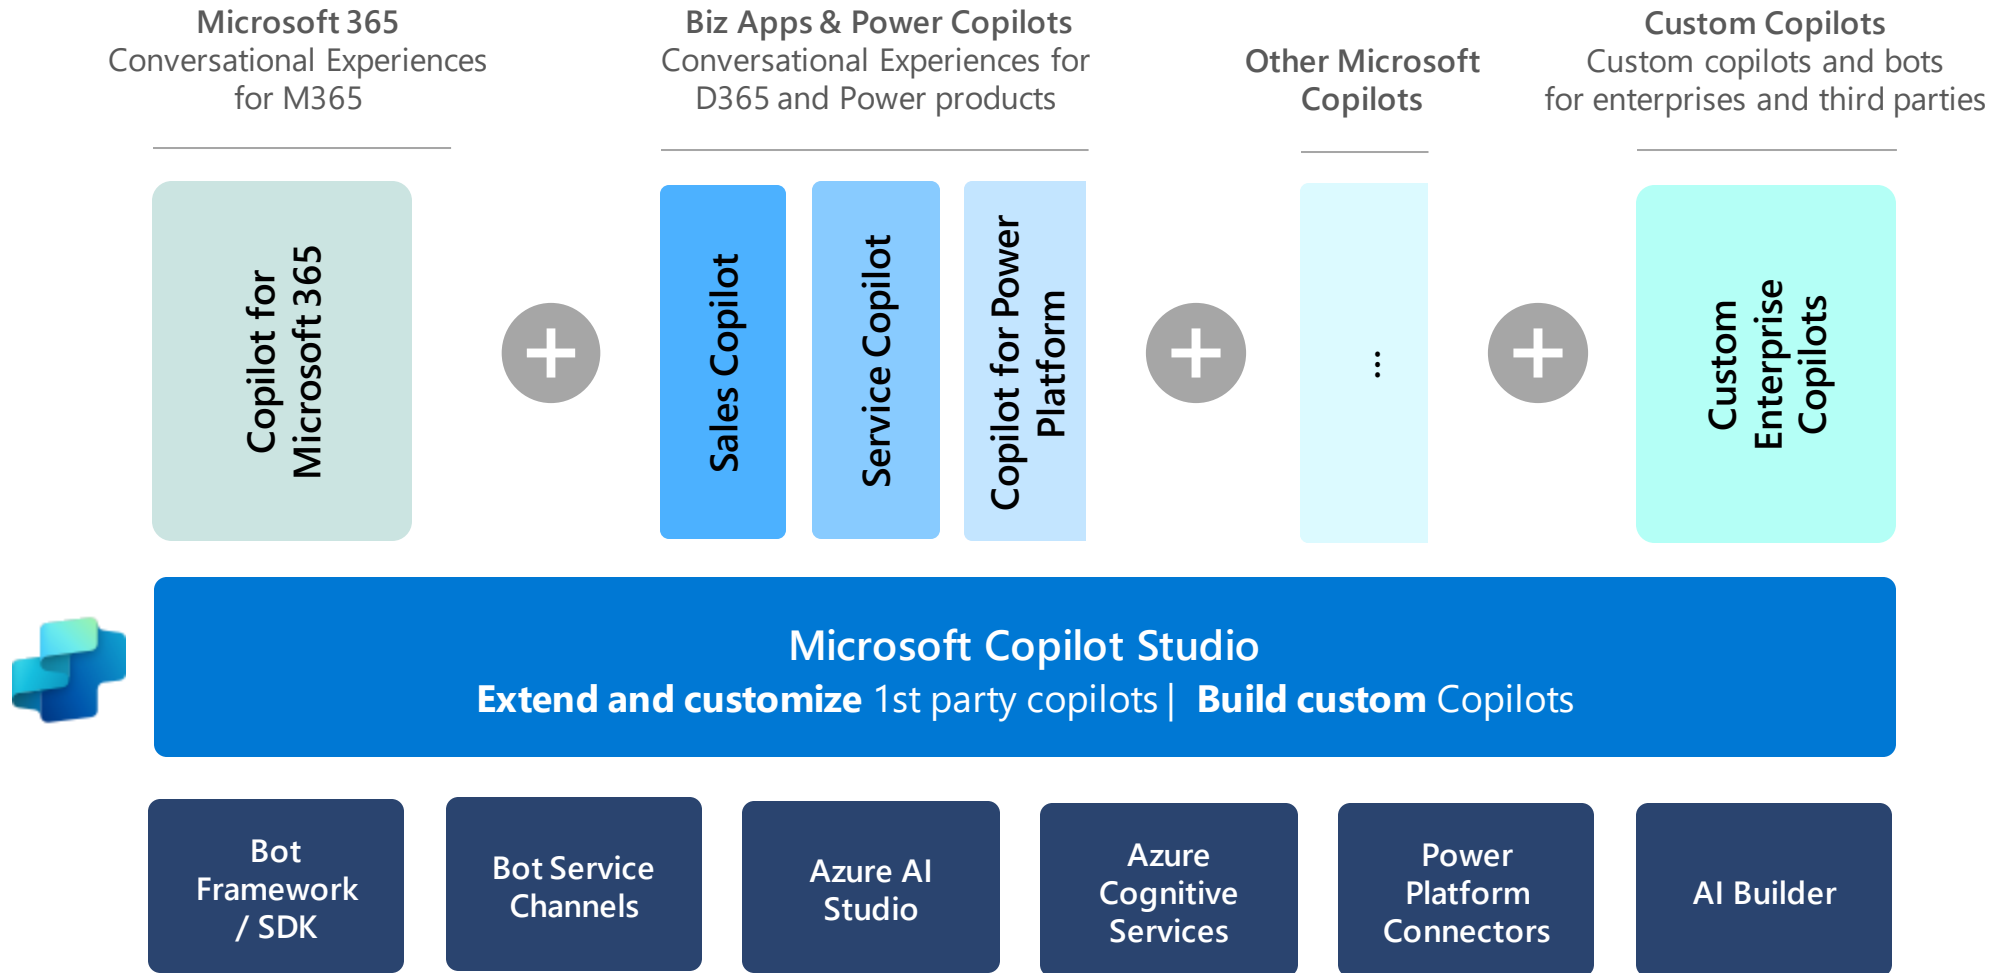 Microsoft 365
Conversational Experiences
for M365
Biz Apps & Power Copilots
Conversational Experiences for
D365 and Power products
Other Microsoft
Copilots
Custom Copilots
Custom copilots and bots
for enterprises and third parties
Copilot for
Microsoft 365
Sales Copilot
Service Copilot
Copilot for Power
Platform
...
Custom
Enterprise
Copilots
Microsoft Copilot Studio
Extend and customize 1st party copilots | Build custom Copilots
Bot
Framework
/ SDK
Bot Service
Channels
Azure AI
Studio
Azure
Cognitive
Services
Power
Platform
Connectors
AI Builder